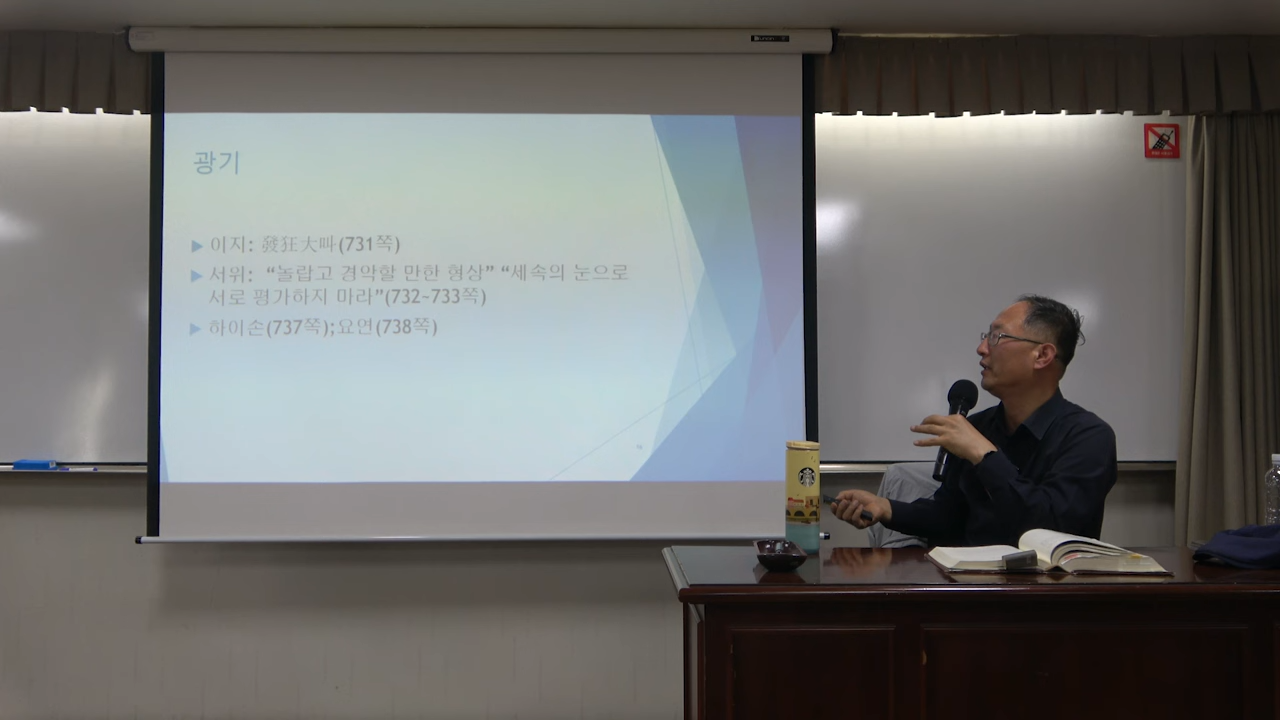 광기
이지: 發狂大叫(731쪽)
서위: “놀랍고 경악할 만한 형상” “세속의 눈으로
서로 평가하지 마라”(732~733쪽)
하이손(737쪽);요연(738쪽)